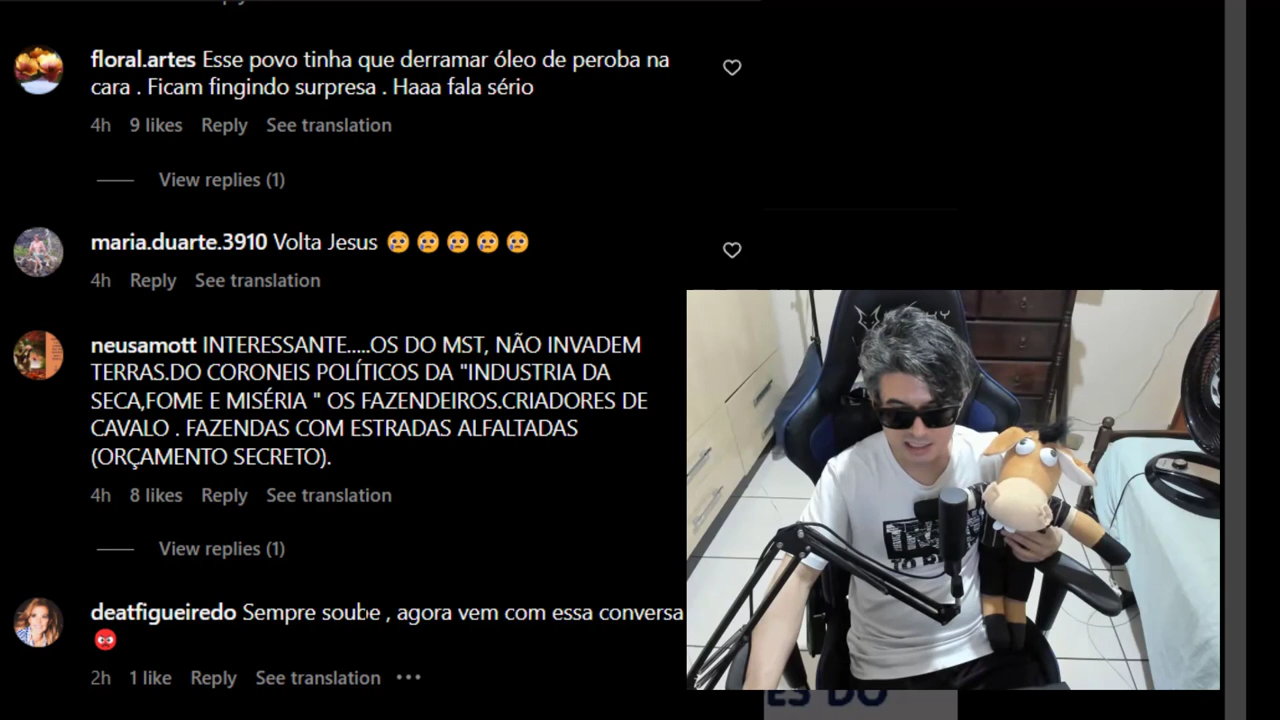 floral.artes Esse povo tinha que derramar óleo de peroba na
cara . Ficam fingindo surpresa . Haaa fala sério
4h 9 likes Reply See translation
View replies (1)
maria.duarte.3910 Volta Jesus 😢😢😢😢😢
4h Reply See translation
neusamott INTERESSANTE.....OS DO MST, NÃO INVADEM
TERRAS.DO CORONEIS POLÍTICOS DA "INDUSTRIA DA
SECA,FOME E MISÉRIA " OS FAZENDEIROS.CRIADORES DE
CAVALO . FAZENDAS COM ESTRADAS ALFALTADAS
(ORÇAMENTO SECRETO).
4h 8 likes Reply See translation
View replies (1)
deatfigueiredo Sempre soube , agora vem com essa conversa
😡
2h 1 like Reply See translation •••
ES DO